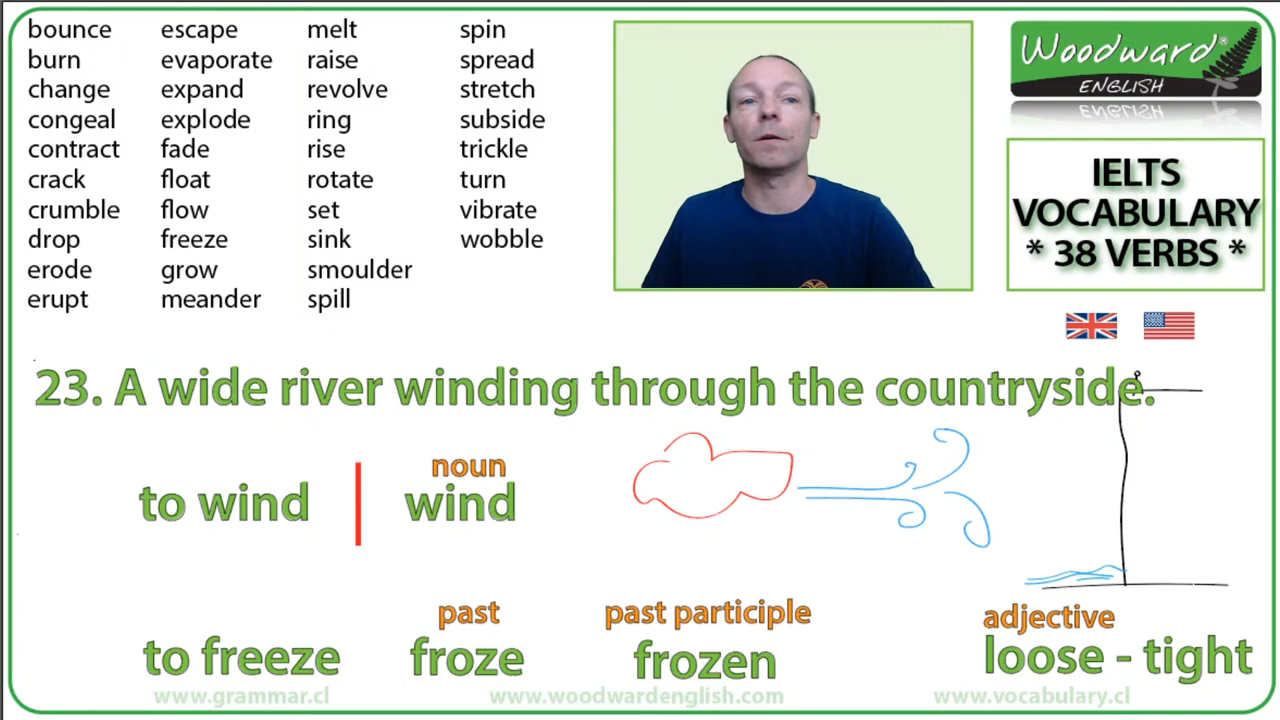 bounce escape melt spin
burn evaporate raise spread
change expand revolve stretch
congeal explode ring subside
contract fade rise trickle
crack float rotate turn
crumble flow set vibrate
drop freeze sink wobble
erode grow smoulder
erupt meander spill
Woodward®
ENGLISH
IELTS
VOCABULARY
* 38 VERBS *
23. A wide river winding through the countryside.
noun
to wind | wind
past past participle adjective
to freeze froze frozen loose - tight
www.grammar.cl www.woodwardenglish.com www.vocabulary.cl